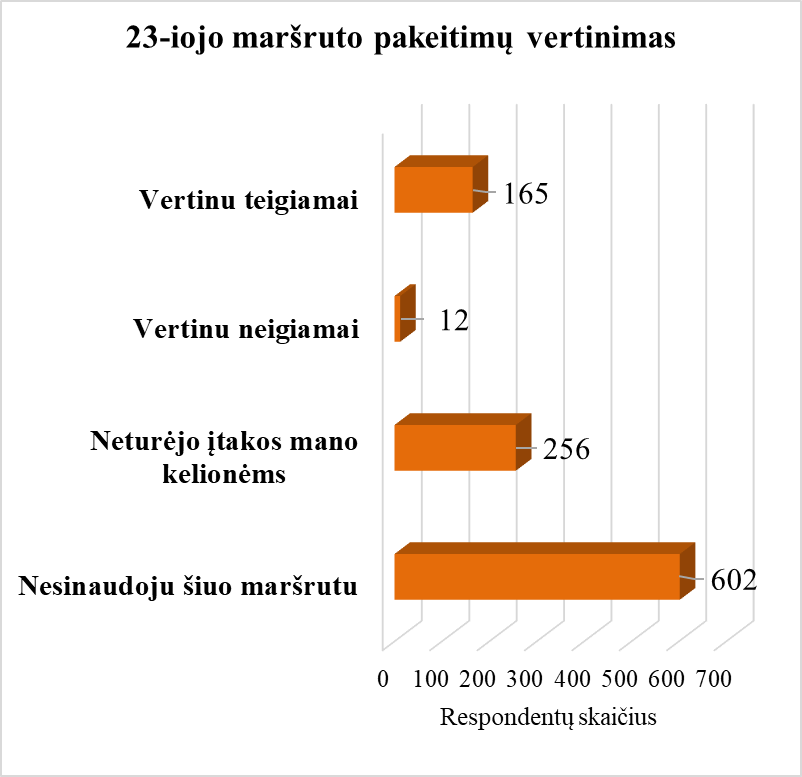 23-iojo maršruto pakeitimų vertinimas
Vertinu teigiamai
165
Vertinu neigiamai
12
Neturėjo įtakos mano
kelionėms
256
Nesinaudoju šiuo maršrutu
602
0 100 200 300 400 500 600 700
Respondentų skaičius